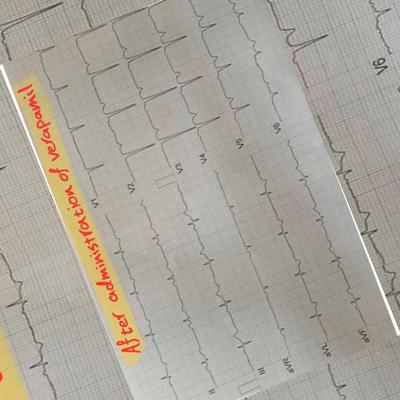 After administration of verapamil
V1
V2
V3
V4
V5
V6
II
III
aVR
aVL
aVF
V6